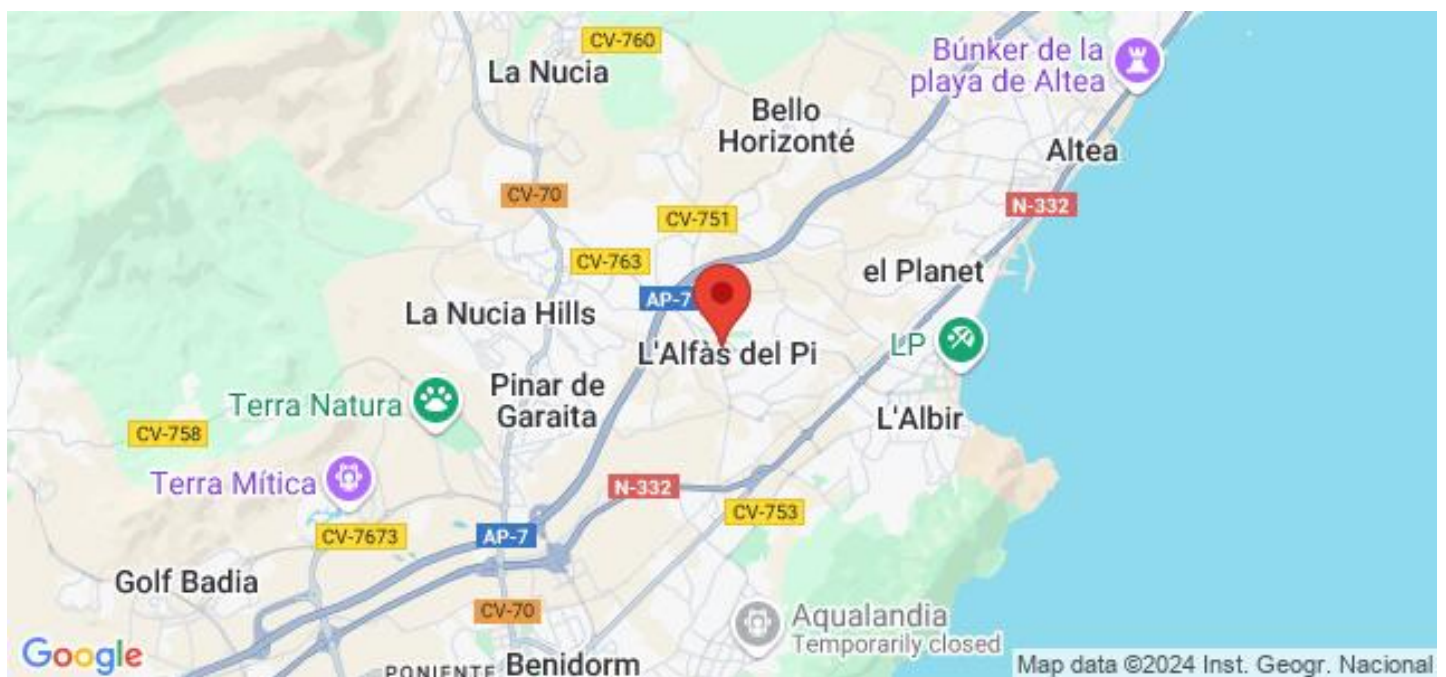 CV-760
La Nucia
Búnker de la
playa de Altea
Bello
Horizonté
Altea
CV-70
N-332
CV-751
CV-763
el Planet
AP-7
La Nucia Hills
L'Alfàs del Pi
LP
Pinar de
Garaita
Terra Natura
L'Albir
CV-758
Terra Mítica
N-332
CV-753
CV-7673
AP-7
Golf Badia
CV-70
Aqualandia
Temporarily closed
Google
PONIENTE
Benidorm
Map data ©2024 Inst. Geogr. Nacional